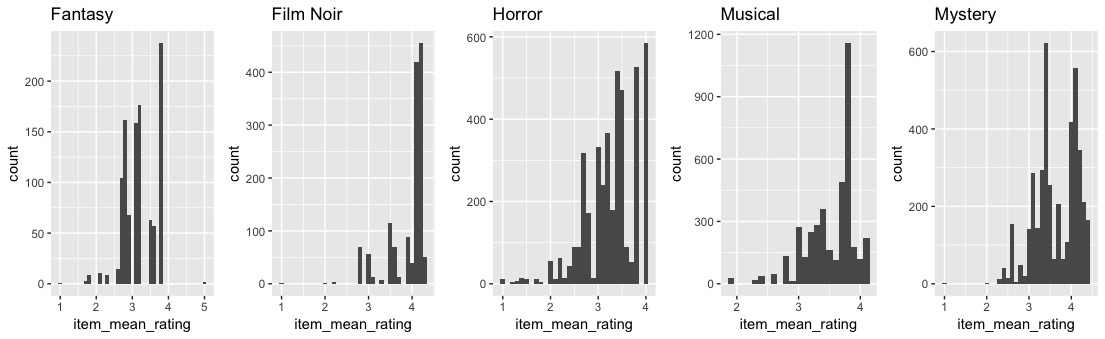 Fantasy
count
250
200
150
100
50
0
1 2 3 4 5
item_mean_rating
Film Noir
count
400
300
200
100
0
1 2 3 4
item_mean_rating
Horror
count
600
400
200
0
1 2 3 4
item_mean_rating
Musical
count
1200
900
600
300
0
2 3 4
item_mean_rating
Mystery
count
600
400
200
0
1 2 3 4
item_mean_rating